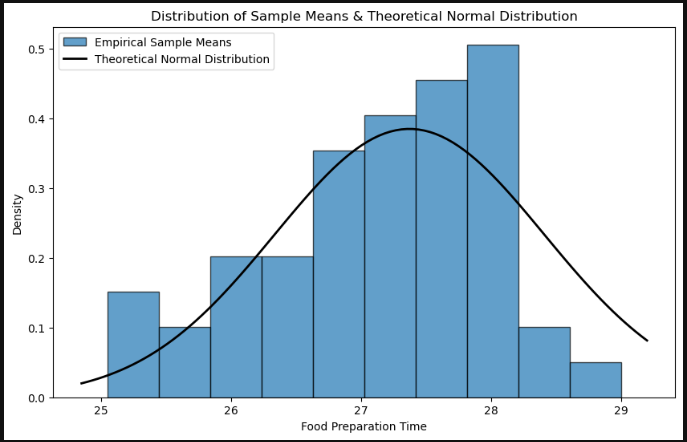 Distribution of Sample Means & Theoretical Normal Distribution
Empirical Sample Means
Theoretical Normal Distribution
0.5
0.4
0.3
0.2
0.1
0.0
Density
25 26 27 28 29
Food Preparation Time